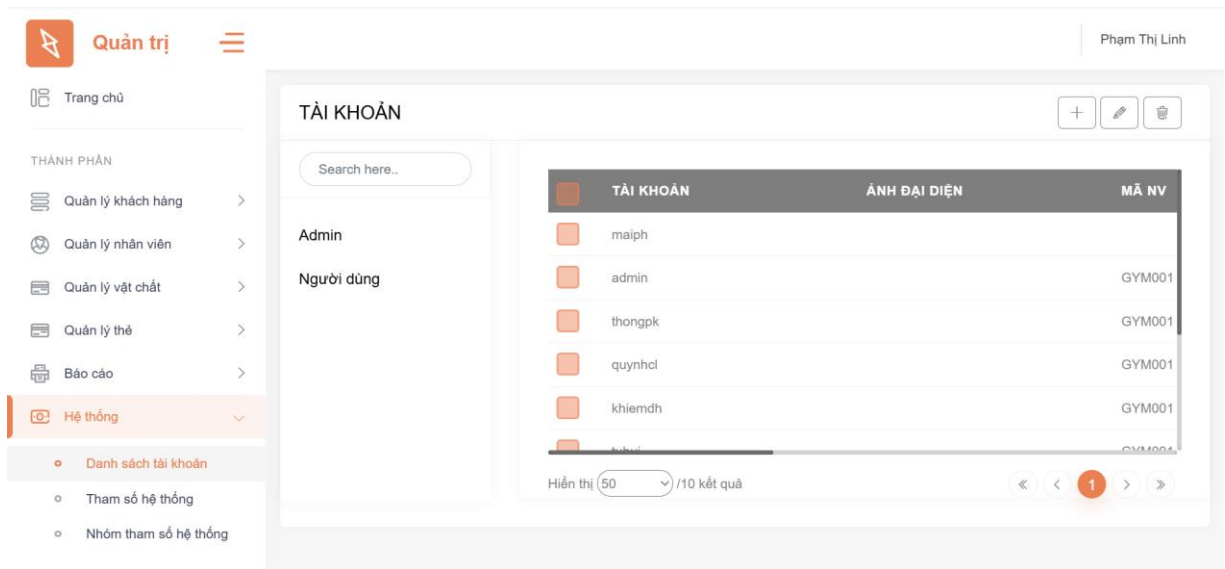 Quản trị
Phạm Thị Linh
Trang chủ
THÀNH PHẦN
Quản lý khách hàng
Quản lý nhân viên
Quản lý vật chất
Quản lý thẻ
Báo cáo
Hệ thống
Danh sách tài khoản
Tham số hệ thống
Nhóm tham số hệ thống
TÀI KHOẢN
Search here..
Admin
Người dùng
TÀI KHOẢN ẢNH ĐẠI DIỆN MÃ NV
maiph
admin GYM001
thongpk GYM001
quynhcl GYM001
khiemdh GYM001
GYM001
Hiển thị 50 /10 kết quả
« < 1 > »